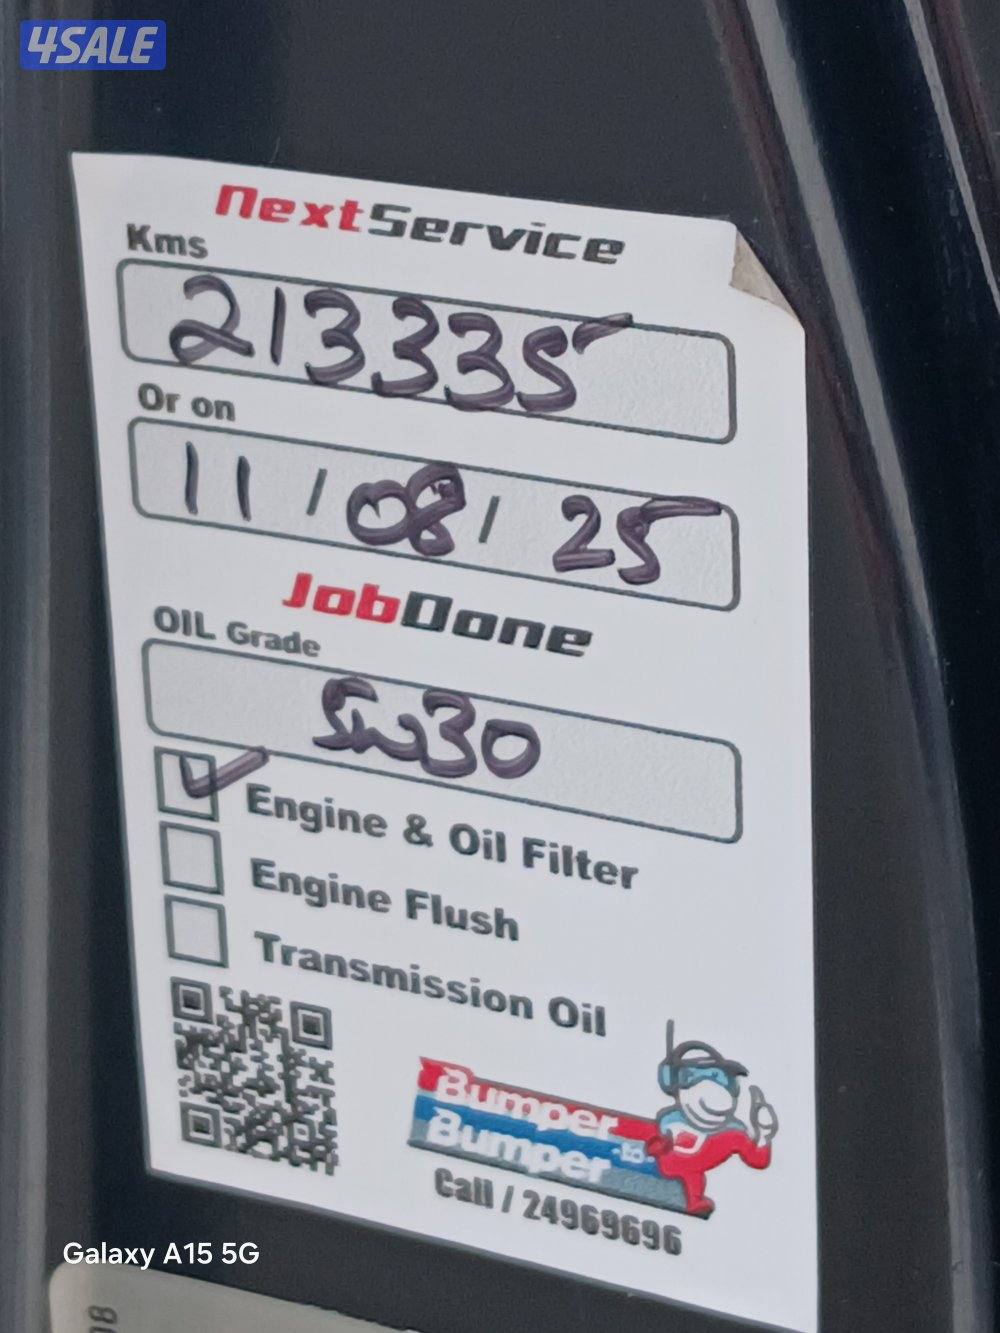 4SALE
NextService
Kms
213335
Or on
11 / 08 / 25
JobDone
OIL Grade
5w30
Engine & Oil Filter
Engine Flush
Transmission Oil
Bumper
-to-
Bumper
Call / 24969696
Galaxy A15 5G